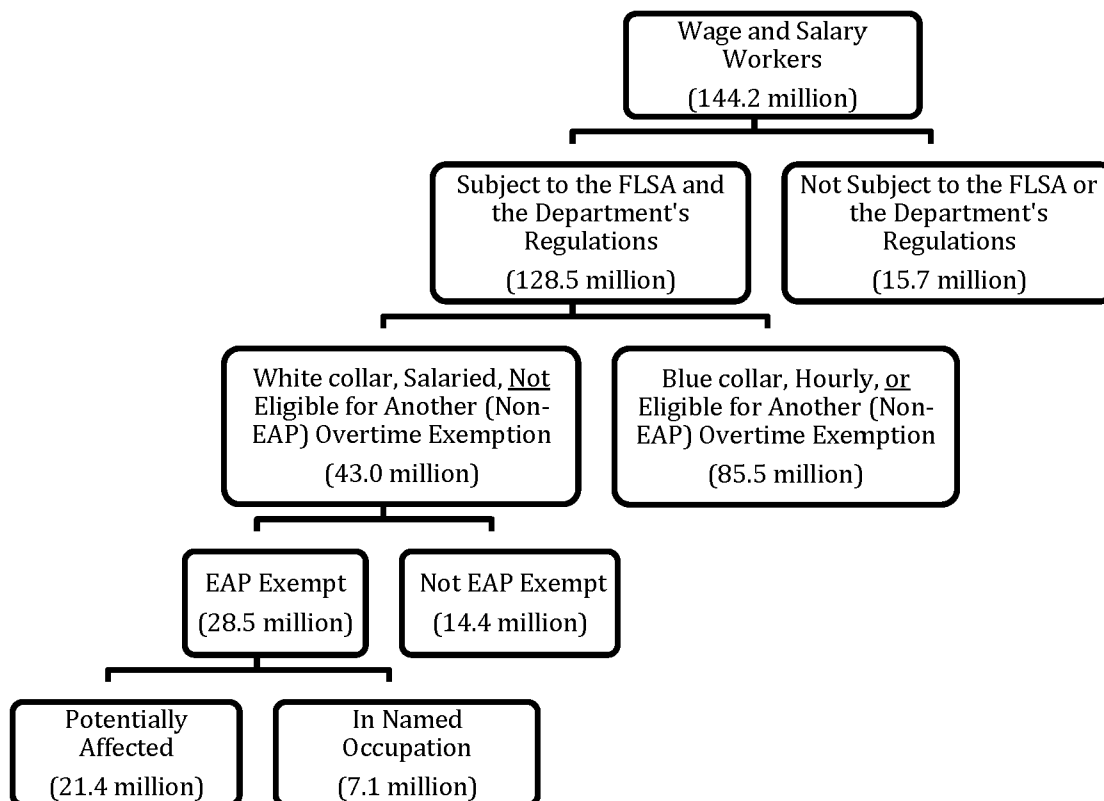 Wage and Salary
Workers
(144.2 million)
Subject to the FLSA and
the Department's
Regulations
(128.5 million)
Not Subject to the FLSA or
the Department's
Regulations
(15.7 million)
White collar, Salaried, Not
Eligible for Another (Non-
EAP) Overtime Exemption
(43.0 million)
Blue collar, Hourly, or
Eligible for Another (Non-
EAP) Overtime Exemption
(85.5 million)
EAP Exempt
(28.5 million)
Not EAP Exempt
(14.4 million)
Potentially
Affected
(21.4 million)
In Named
Occupation
(7.1 million)